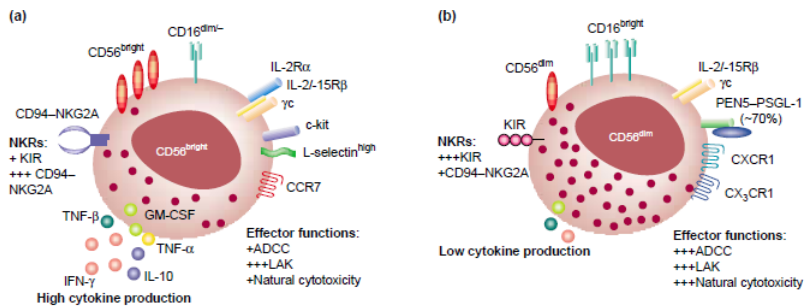 (a)
CD56bright
CD16dim/–
IL-2Rα
IL-2/-15Rβ
γc
c-kit
L-selectinhigh
CCR7
CD94–NKG2A
NKRs:
+ KIR
+++ CD94–
NKG2A
CD56bright
TNF-β
GM-CSF
TNF-α
IFN-γ
IL-10
High cytokine production
Effector functions:
+ADCC
+++LAK
+Natural cytotoxicity
(b)
CD56dim
CD16bright
IL-2/-15Rβ
γc
PEN5–PSGL-1
(~70%)
CXCR1
CX3CR1
KIR
NKRs:
+++KIR
+CD94–NKG2A
CD56dim
Low cytokine production
Effector functions:
+++ADCC
+++LAK
+++Natural cytotoxicity